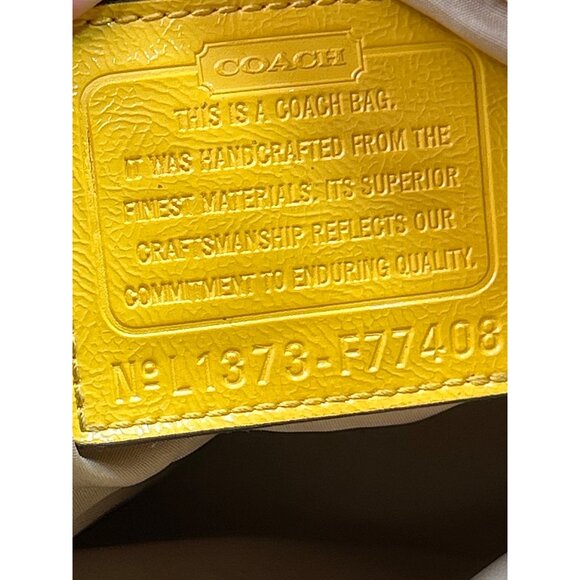 COACH
THIS IS A COACH BAG.
IT WAS HANDCRAFTED FROM THE
FINEST MATERIALS. ITS SUPERIOR
CRAFTSMANSHIP REFLECTS OUR
COMMITMENT TO ENDURING QUALITY.
Nº L1373-F77408